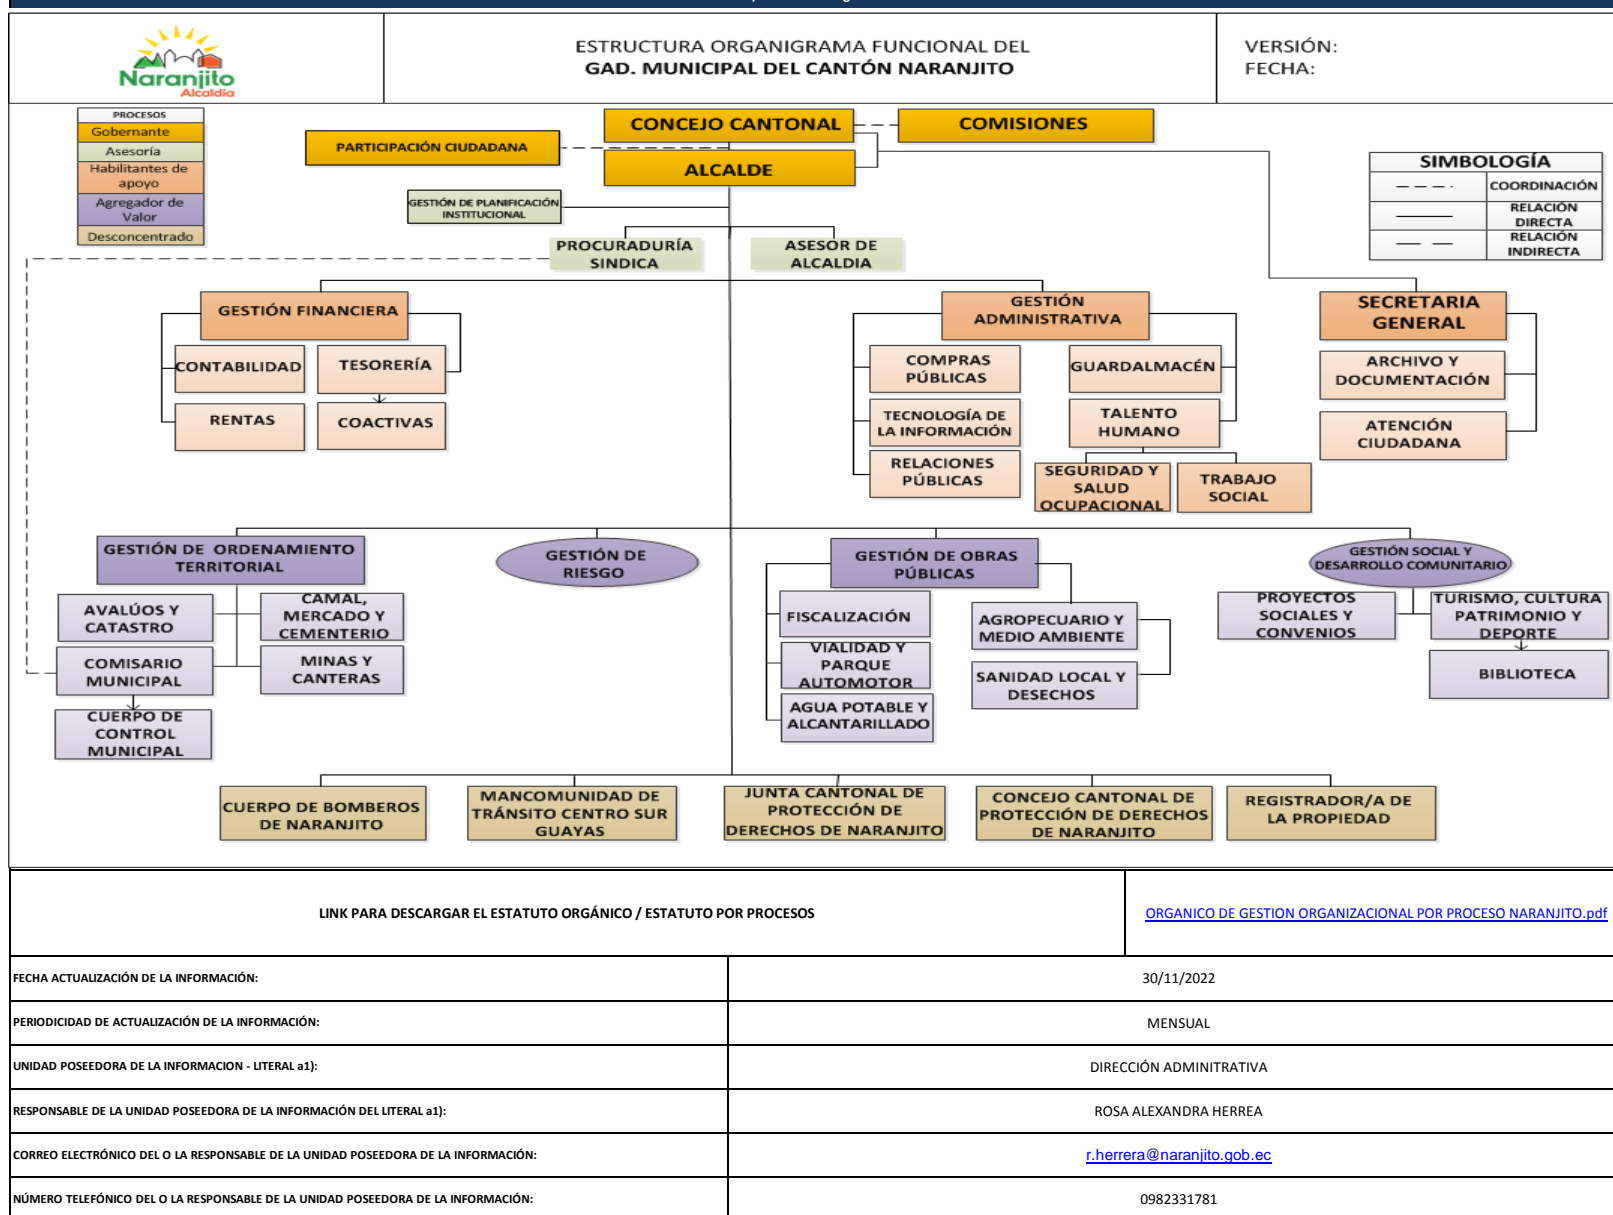 Naranjito
Alcaldía
ESTRUCTURA ORGANIGRAMA FUNCIONAL DEL
GAD. MUNICIPAL DEL CANTÓN NARANJITO
VERSIÓN:
FECHA:
PROCESOS
Gobernante
Asesoría
Habilitantes de
apoyo
Agregador de
Valor
Desconcentrado
CONCEJO CANTONAL
COMISIONES
PARTICIPACIÓN CIUDADANA
ALCALDE
SIMBOLOGÍA
COORDINACIÓN
RELACIÓN
DIRECTA
RELACIÓN
INDIRECTA
GESTIÓN DE PLANIFICACIÓN
INSTITUCIONAL
PROCURADURÍA
SINDICA
ASESOR DE
ALCALDIA
GESTIÓN FINANCIERA
CONTABILIDAD
TESORERÍA
RENTAS
COACTIVAS
GESTIÓN
ADMINISTRATIVA
COMPRAS
PÚBLICAS
GUARDALMACÉN
TECNOLOGÍA DE
LA INFORMACIÓN
TALENTO
HUMANO
RELACIONES
PÚBLICAS
SEGURIDAD Y
SALUD
OCUPACIONAL
TRABAJO
SOCIAL
SECRETARIA
GENERAL
ARCHIVO Y
DOCUMENTACIÓN
ATENCIÓN
CIUDADANA
GESTIÓN DE  ORDENAMIENTO
TERRITORIAL
AVALÚOS Y
CATASTRO
CAMAL,
MERCADO Y
CEMENTERIO
COMISARIO
MUNICIPAL
MINAS Y
CANTERAS
CUERPO DE
CONTROL
MUNICIPAL
GESTIÓN DE
RIESGO
GESTIÓN DE OBRAS
PÚBLICAS
FISCALIZACIÓN
AGROPECUARIO Y
MEDIO AMBIENTE
VIALIDAD Y
PARQUE
AUTOMOTOR
SANIDAD LOCAL Y
DESECHOS
AGUA POTABLE Y
ALCANTARILLADO
GESTIÓN SOCIAL Y
DESARROLLO COMUNITARIO
PROYECTOS
SOCIALES Y
CONVENIOS
TURISMO, CULTURA
PATRIMONIO Y
DEPORTE
BIBLIOTECA
CUERPO DE BOMBEROS
DE NARANJITO
MANCOMUNIDAD DE
TRÁNSITO CENTRO SUR
GUAYAS
JUNTA CANTONAL DE
PROTECCIÓN DE
DERECHOS DE NARANJITO
CONCEJO CANTONAL DE
PROTECCIÓN DE DERECHOS
DE NARANJITO
REGISTRADOR/A DE
LA PROPIEDAD
LINK PARA DESCARGAR EL ESTATUTO ORGÁNICO / ESTATUTO POR PROCESOS
ORGANICO DE GESTION ORGANIZACIONAL POR PROCESO NARANJITO.pdf
FECHA ACTUALIZACIÓN DE LA INFORMACIÓN:
30/11/2022
PERIODICIDAD DE ACTUALIZACIÓN DE LA INFORMACIÓN:
MENSUAL
UNIDAD POSEEDORA DE LA INFORMACION - LITERAL a1):
DIRECCIÓN ADMINITRATIVA
RESPONSABLE DE LA UNIDAD POSEEDORA DE LA INFORMACIÓN DEL LITERAL a1):
ROSA ALEXANDRA HERREA
CORREO ELECTRÓNICO DEL O LA RESPONSABLE DE LA UNIDAD POSEEDORA DE LA INFORMACIÓN:
r.herrera@naranjito.gob.ec
NÚMERO TELEFÓNICO DEL O LA RESPONSABLE DE LA UNIDAD POSEEDORA DE LA INFORMACIÓN:
0982331781